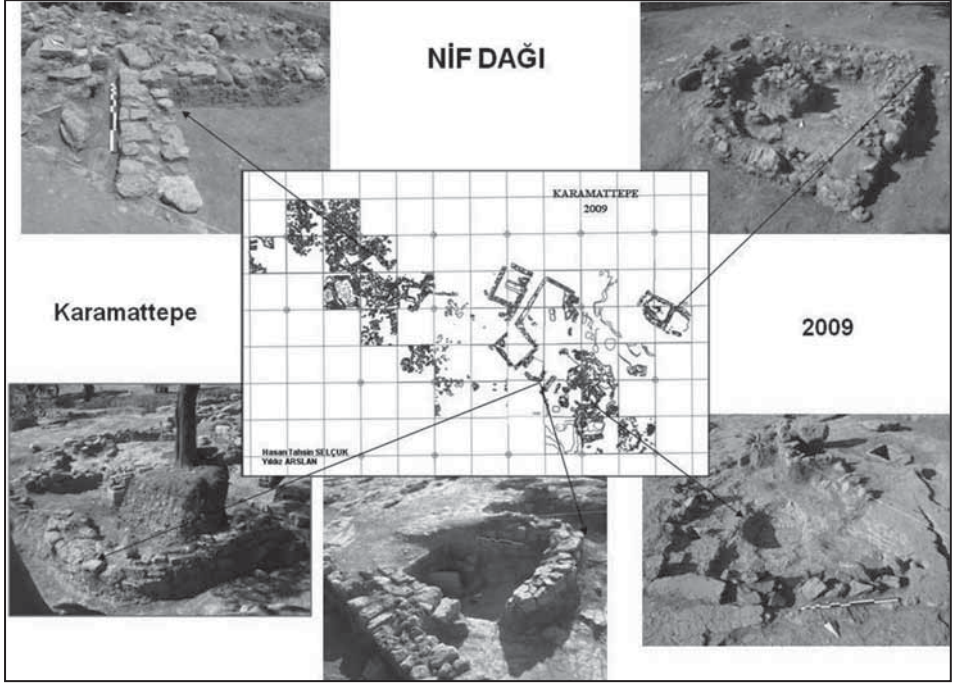 NİF DAĞI
KARAMATTEPE
2009
Karamattepe
2009
Hasan Tahsin SELÇUK
Yıldız ARSLAN